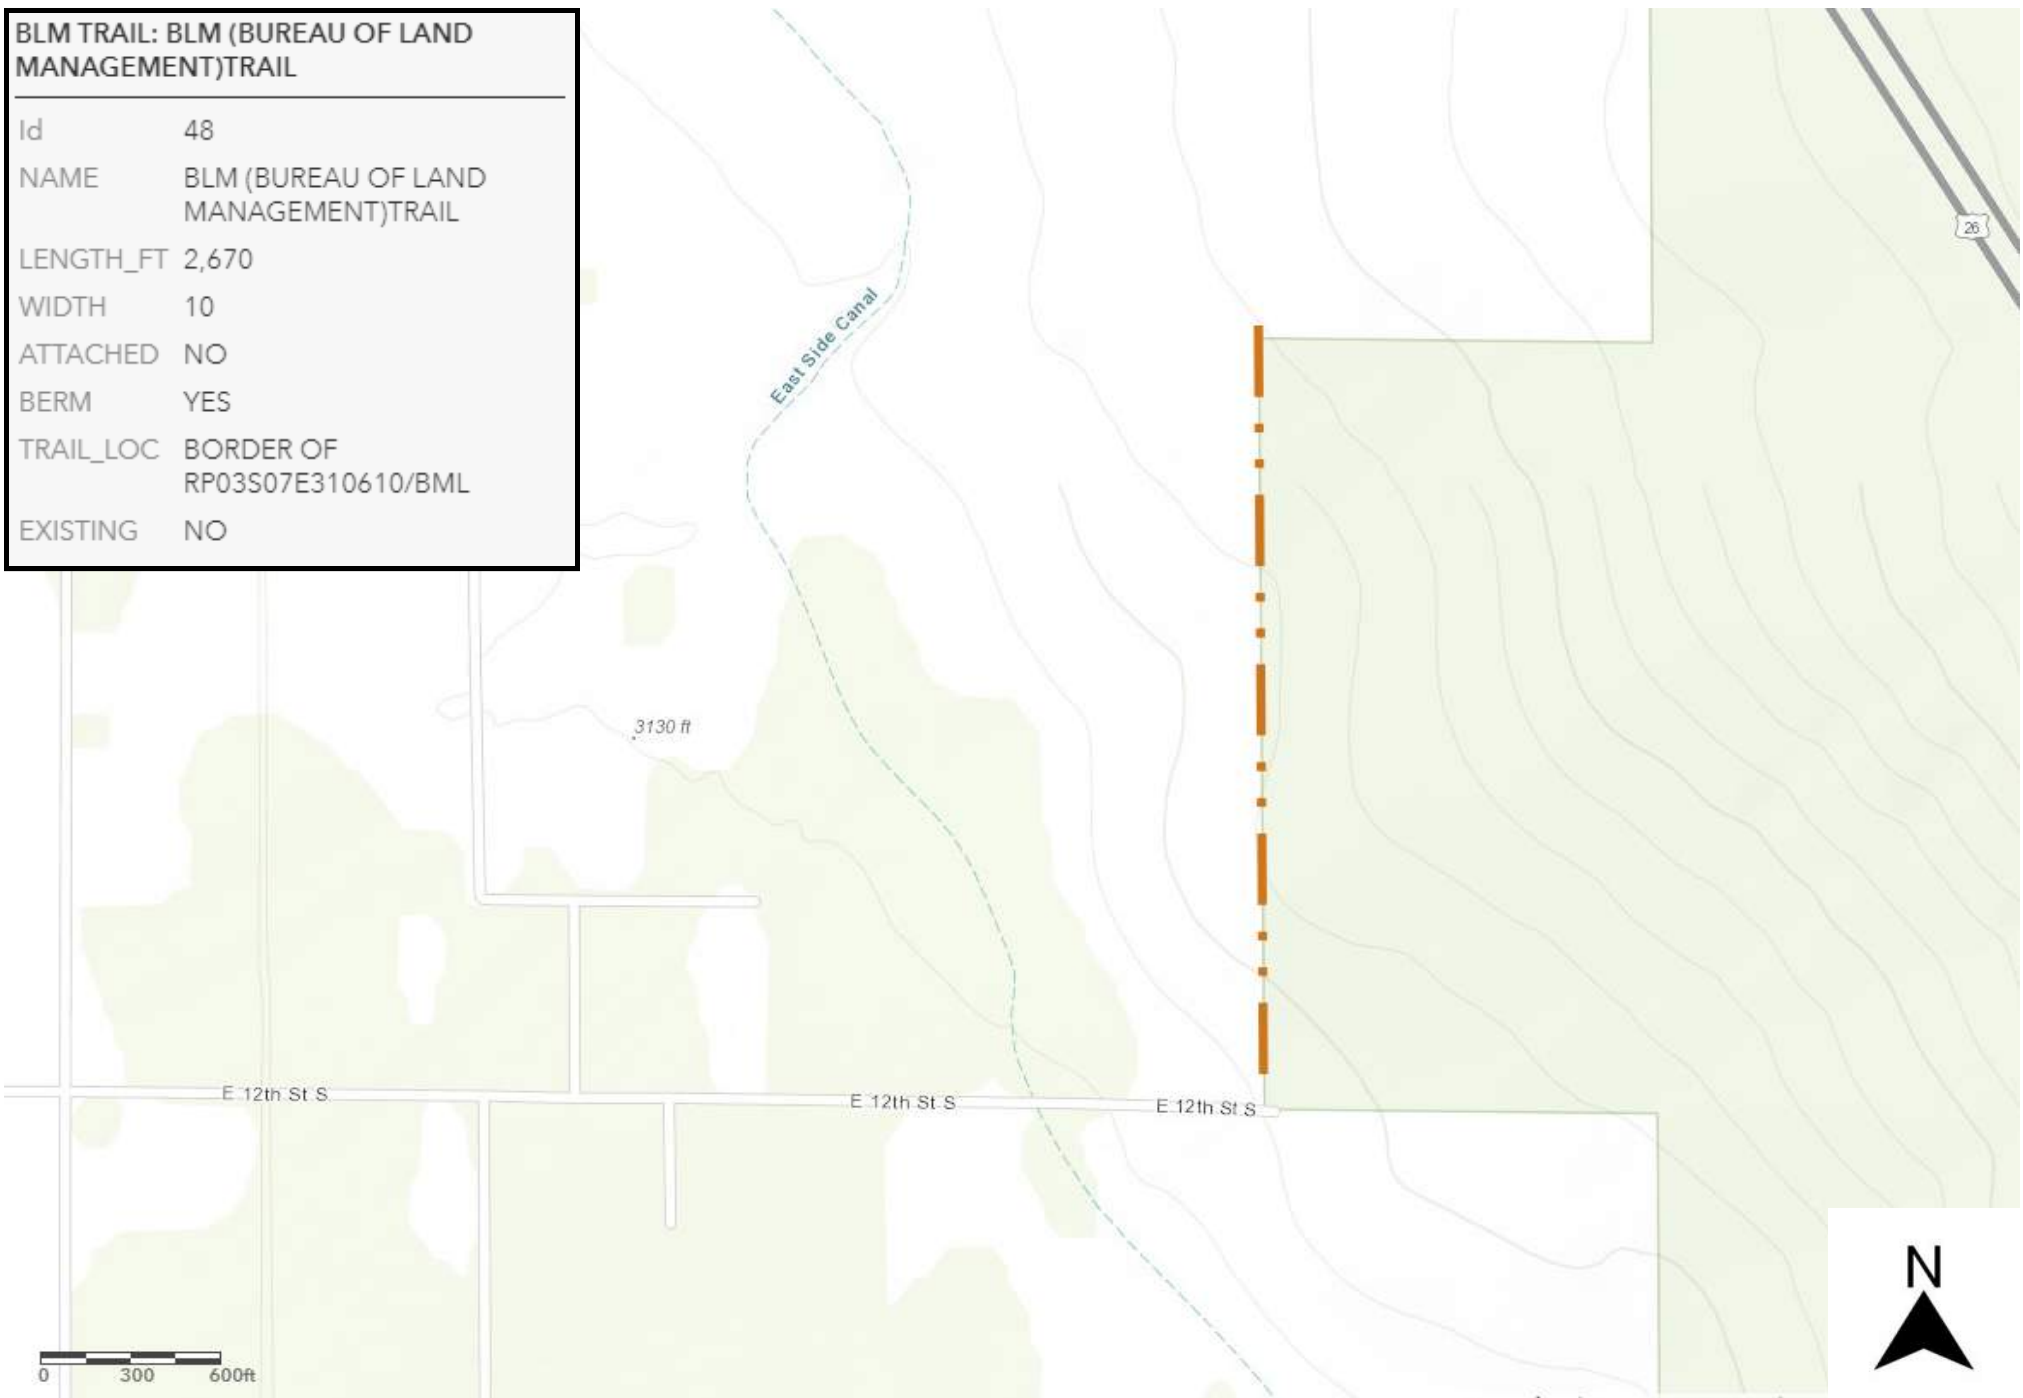 BLM TRAIL: BLM (BUREAU OF LAND
MANAGEMENT)TRAIL
Id 48
NAME BLM (BUREAU OF LAND
MANAGEMENT)TRAIL
LENGTH_FT 2,670
WIDTH 10
ATTACHED NO
BERM YES
TRAIL_LOC BORDER OF
RP03S07E310610/BML
EXISTING NO
26
East Side Canal
3130 ft
E 12th St S
E 12th St S
E 12th St S
N
0 300 600ft